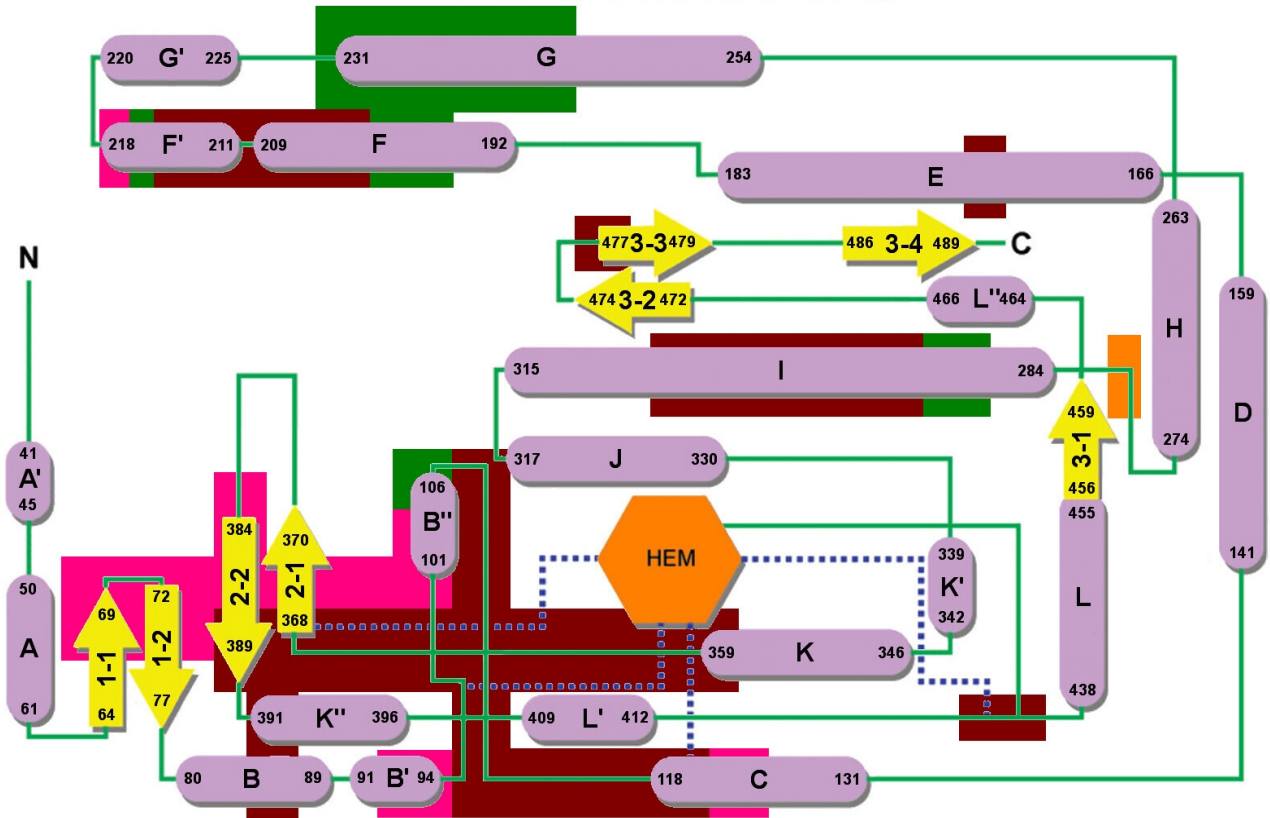 220 G' 225
231 G 254
218 F' 211
209 F 192
183 E 166
N
477 3-3 479
486 3-4 489
C
263
H
274
474 3-2 472
466 L" 464
159
D
141
315 I 284
459
3-1
456
41
A'
45
317 J 330
106
B"
101
455
L
438
384
2-2
389
370
2-1
368
HEM
339
K'
342
50
A
61
69
1-1
64
72
1-2
77
359 K 346
391 K" 396
409 L' 412
80 B 89
91 B' 94
118 C 131